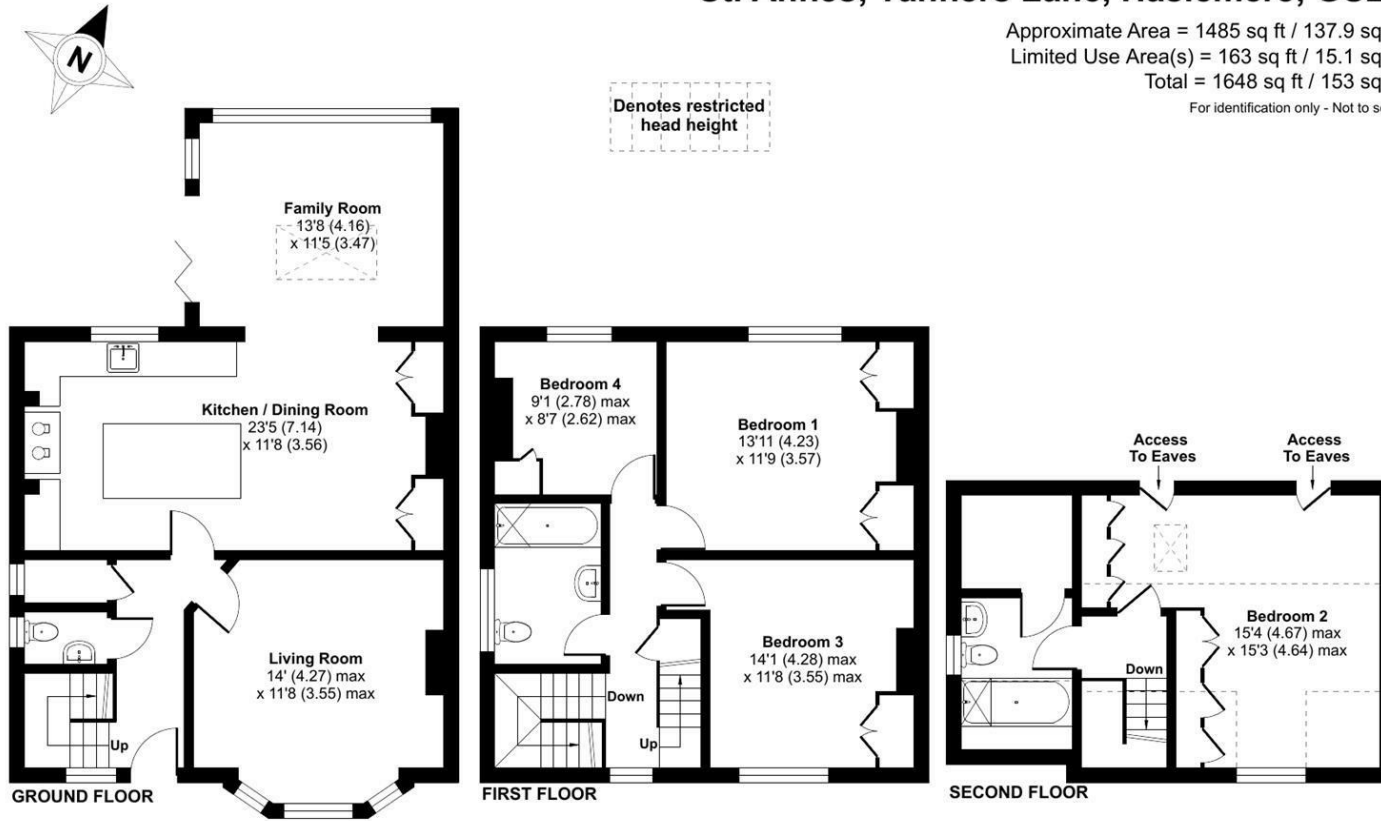 Approximate Area = 1485 sq ft / 137.9 sq
Limited Use Area(s) = 163 sq ft / 15.1 sq
Total = 1648 sq ft / 153 sq
For identification only - Not to
N
Denotes restricted
head height
Family Room
13'8 (4.16)
x 11'5 (3.47)
Kitchen / Dining Room
23'5 (7.14)
x 11'8 (3.56)
Living Room
14' (4.27) max
x 11'8 (3.55) max
Up
GROUND FLOOR
Bedroom 4
9'1 (2.78) max
x 8'7 (2.62) max
Bedroom 1
13'11 (4.23)
x 11'9 (3.57)
Bedroom 3
14'1 (4.28) max
x 11'8 (3.55) max
Down
Up
FIRST FLOOR
Access
To Eaves
Access
To Eaves
Bedroom 2
15'4 (4.67) max
x 15'3 (4.64) max
Down
SECOND FLOOR